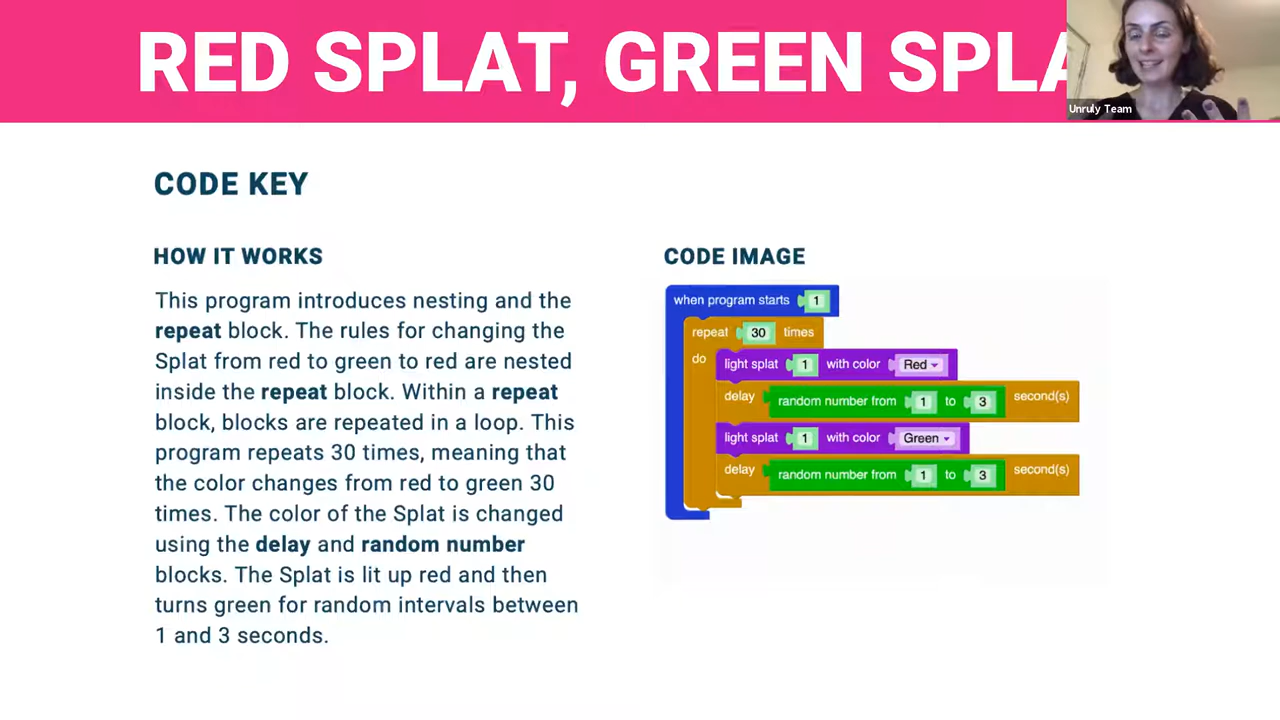 RED SPLAT, GREEN SPLA
Unruly Team
CODE KEY
HOW IT WORKS
This program introduces nesting and the
repeat block. The rules for changing the
Splat from red to green to red are nested
inside the repeat block. Within a repeat
block, blocks are repeated in a loop. This
program repeats 30 times, meaning that
the color changes from red to green 30
times. The color of the Splat is changed
using the delay and random number
blocks. The Splat is lit up red and then
turns green for random intervals between
1 and 3 seconds.
CODE IMAGE
when program starts 1
repeat 30 times
do
light splat 1 with color Red
delay random number from 1 to 3 second(s)
light splat 1 with color Green
delay random number from 1 to 3 second(s)